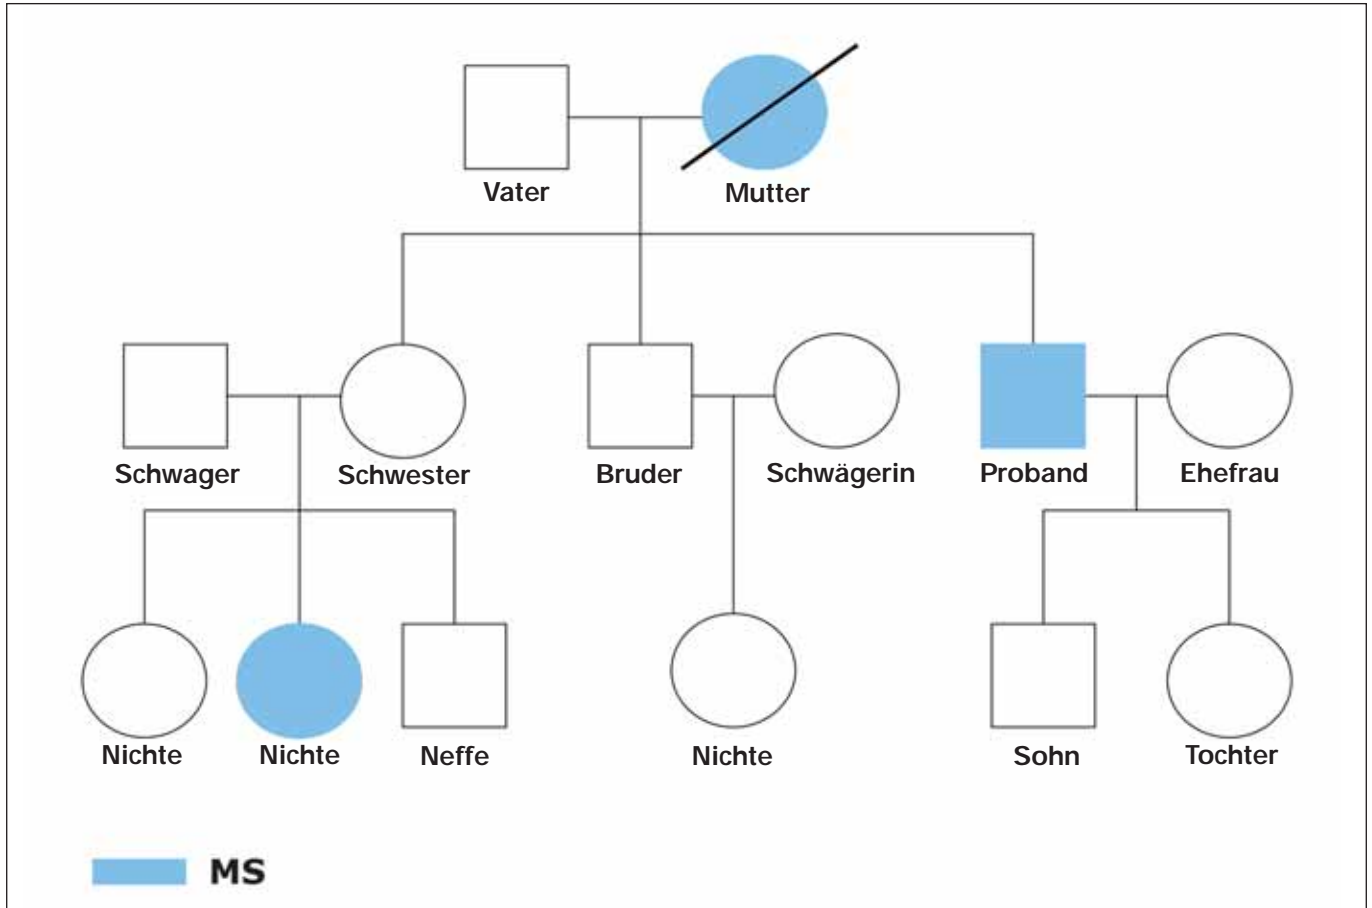 Vater Mutter
Schwager Schwester Bruder Schwägerin Proband Ehefrau
Nichte Nichte Neffe Nichte Sohn Tochter
MS